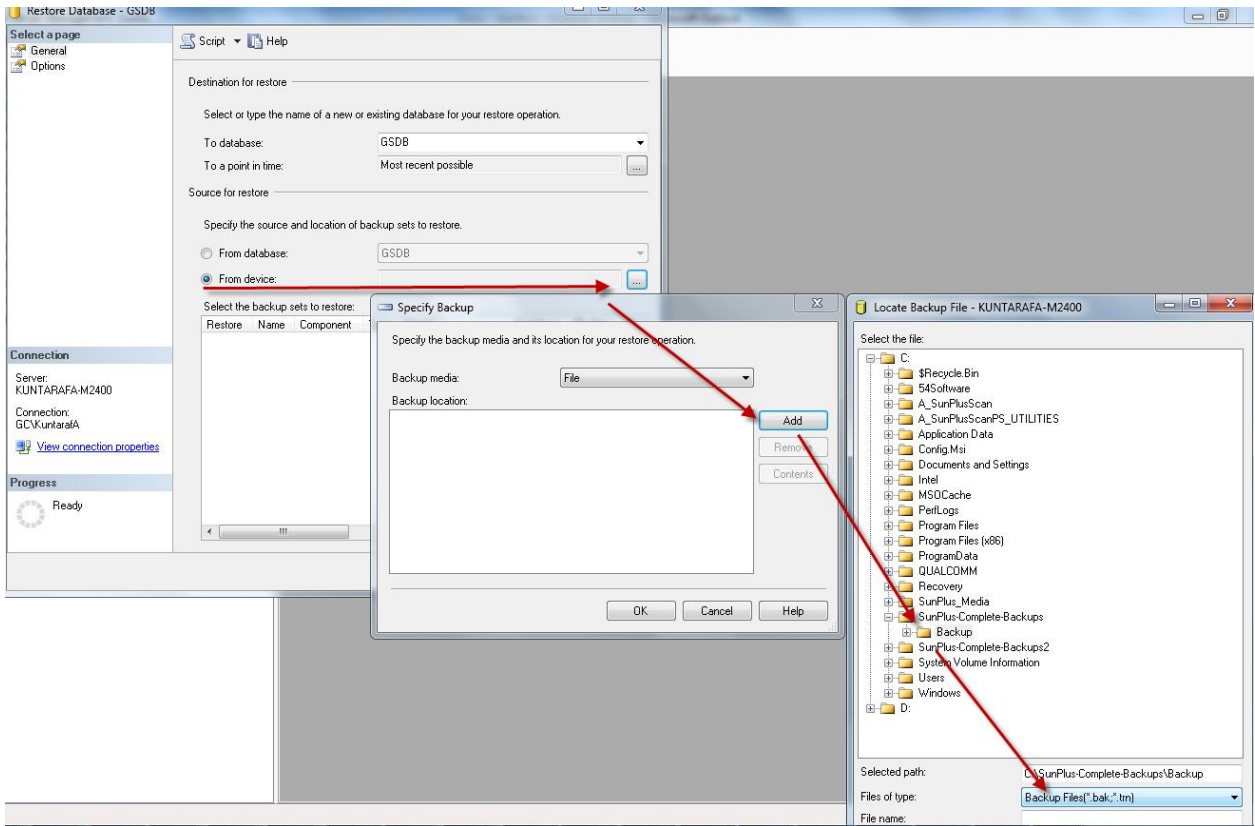 Restore Database - GSDB
Select a page
General
Options
Script
Help
Destination for restore
Select or type the name of a new or existing database for your restore operation.
To database:
GSDB
To a point in time:
Most recent possible
...
Source for restore
Specify the source and location of backup sets to restore.
From database:
GSDB
From device:
...
Select the backup sets to restore:
Restore Name Component
Connection
Server:
KUNTARAFA-M2400
Connection:
GC\KuntarafA
View connection properties
Progress
Ready
Specify Backup
Specify the backup media and its location for your restore operation.
Backup media:
File
Backup location:
Add
Remove
Contents
OK
Cancel
Help
Locate Backup File - KUNTARAFA-M2400
Select the file:
C:
$Recycle.Bin
54Software
A_SunPlusScan
A_SunPlusScanPS_UTILITIES
Application Data
Config.Msi
Documents and Settings
Intel
MSOCache
PerfLogs
Program Files
Program Files (x86)
ProgramData
QUALCOMM
Recovery
SunPlus_Media
SunPlus-Complete-Backups
Backup
SunPlus-Complete-Backups2
System Volume Information
Users
Windows
D:
Selected path:
C:\SunPlus-Complete-Backups\Backup
Files of type:
Backup Files(*.bak;*.trn)
File name: